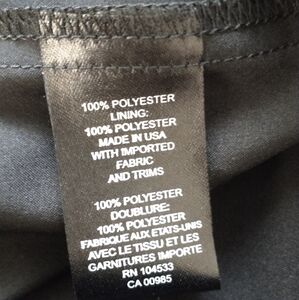 100% POLYESTER
LINING:
100% POLYESTER
MADE IN USA
WITH IMPORTED
FABRIC
AND TRIMS
100% POLYESTER
DOUBLURE:
100% POLYESTER
FABRIQUE AUX ETATS-UNIS
AVEC LE TISSU ET LES
GARNITURES IMPORTE
RN 104533
CA 00985